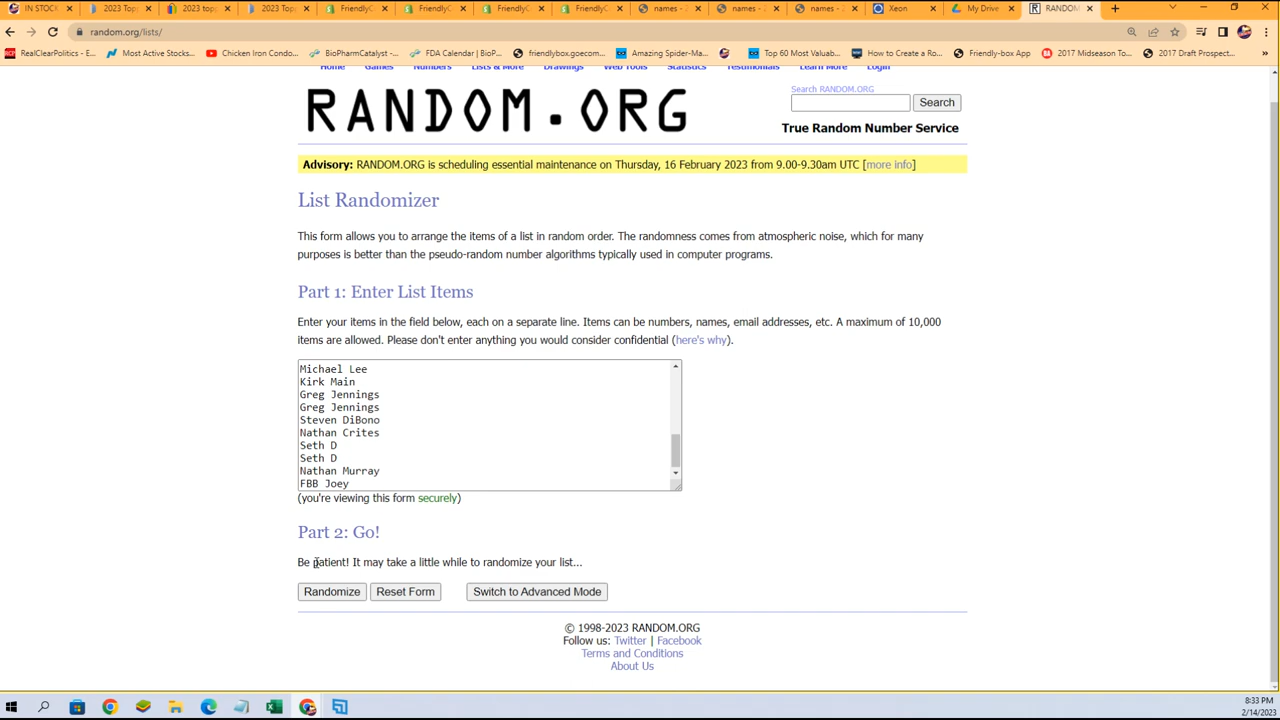 IN STOCK
2023 Topp
2023 topp
2023 Topp
FriendlyC
FriendlyC
FriendlyC
FriendlyC
names -
names - 2
names - 2
Xeon
My Drive
RANDOM
random.org/lists/
RealClearPolitics - E...
Most Active Stocks...
Chicken Iron Condo...
BioPharmCatalyst -...
FDA Calendar | BioP...
friendlybox.goecom...
Amazing Spider-Ma...
Top 60 Most Valuab...
How to Create a Ro...
Friendly-box App
2017 Midseason To...
2017 Draft Prospect...
Home Games Numbers Lists & More Drawings Web Tools Statistics Testimonials Learn More Login
RANDOM.ORG
Search RANDOM.ORG
Search
True Random Number Service
Advisory: RANDOM.ORG is scheduling essential maintenance on Thursday, 16 February 2023 from 9.00-9.30am UTC [more info]
List Randomizer
This form allows you to arrange the items of a list in random order. The randomness comes from atmospheric noise, which for many
purposes is better than the pseudo-random number algorithms typically used in computer programs.
Part 1: Enter List Items
Enter your items in the field below, each on a separate line. Items can be numbers, names, email addresses, etc. A maximum of 10,000
items are allowed. Please don't enter anything you would consider confidential (here's why).
Michael Lee
Kirk Main
Greg Jennings
Greg Jennings
Steven DiBono
Nathan Crites
Seth D
Seth D
Nathan Murray
FBB Joey
(you're viewing this form securely)
Part 2: Go!
Be patient! It may take a little while to randomize your list...
Randomize Reset Form Switch to Advanced Mode
© 1998-2023 RANDOM.ORG
Follow us: Twitter | Facebook
Terms and Conditions
About Us
8:33 PM
2/14/2023